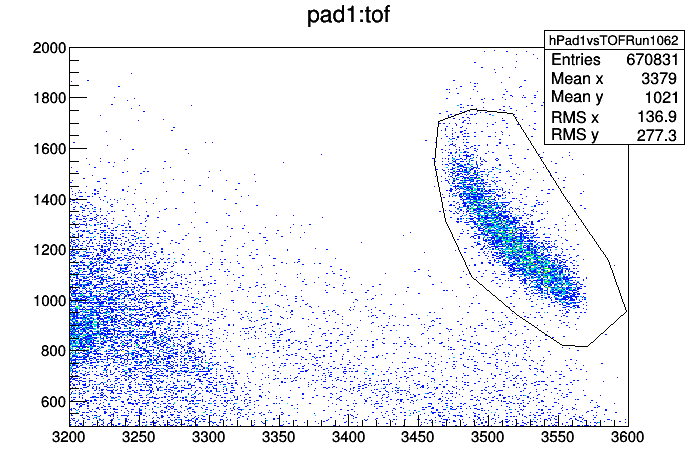 pad1:tof
hPad1vsTOFRun1062
Entries 670831
Mean x 3379
Mean y 1021
RMS x 136.9
RMS y 277.3
2000
1800
1600
1400
1200
1000
800
600
3200 3250 3300 3350 3400 3450 3500 3550 3600